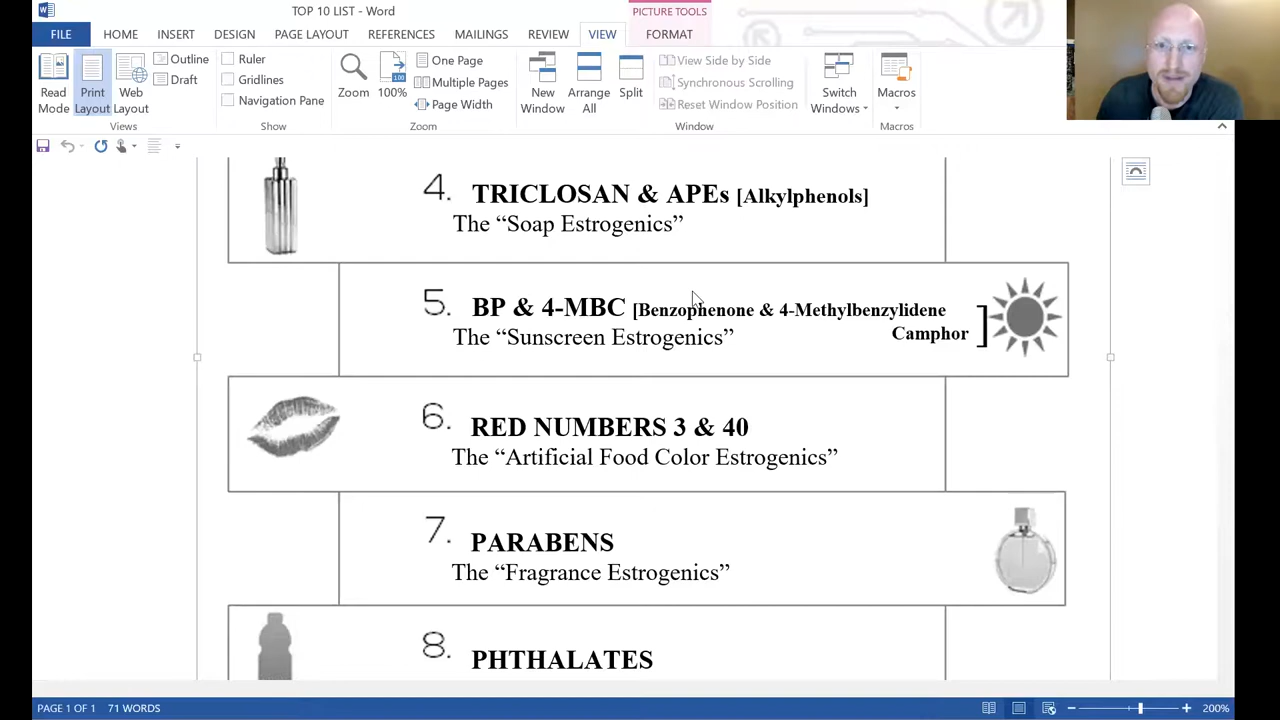 TOP 10 LIST - Word
PICTURE TOOLS
FILE HOME INSERT DESIGN PAGE LAYOUT REFERENCES MAILINGS REVIEW VIEW FORMAT
Read Mode
Print Layout
Web Layout
Outline
Draft
Views
Ruler
Gridlines
Navigation Pane
Show
Zoom
100
100%
One Page
Multiple Pages
Page Width
Zoom
New Window
Arrange All
Split
View Side by Side
Synchronous Scrolling
Reset Window Position
Window
Switch Windows
Macros
Macros
4. TRICLOSAN & APEs [Alkylphenols]
The “Soap Estrogenics”
5. BP & 4-MBC [Benzophenone & 4-Methylbenzylidene
Camphor ]
The “Sunscreen Estrogenics”
6. RED NUMBERS 3 & 40
The “Artificial Food Color Estrogenics”
7. PARABENS
The “Fragrance Estrogenics”
8. PHTHALATES
PAGE 1 OF 1 71 WORDS
200%